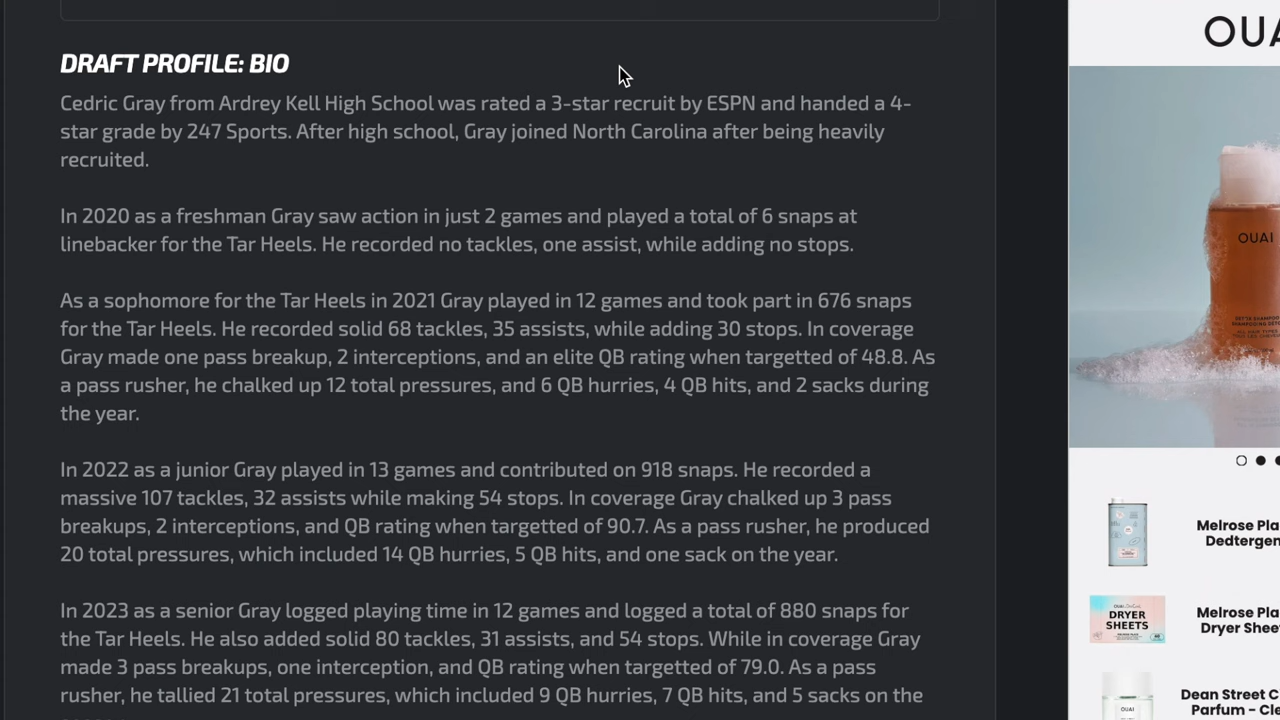 DRAFT PROFILE: BIO
Cedric Gray from Ardrey Kell High School was rated a 3-star recruit by ESPN and handed a 4-
star grade by 247 Sports. After high school, Gray joined North Carolina after being heavily
recruited.
In 2020 as a freshman Gray saw action in just 2 games and played a total of 6 snaps at
linebacker for the Tar Heels. He recorded no tackles, one assist, while adding no stops.
As a sophomore for the Tar Heels in 2021 Gray played in 12 games and took part in 676 snaps
for the Tar Heels. He recorded solid 68 tackles, 35 assists, while adding 30 stops. In coverage
Gray made one pass breakup, 2 interceptions, and an elite QB rating when targetted of 48.8. As
a pass rusher, he chalked up 12 total pressures, and 6 QB hurries, 4 QB hits, and 2 sacks during
the year.
In 2022 as a junior Gray played in 13 games and contributed on 918 snaps. He recorded a
massive 107 tackles, 32 assists while making 54 stops. In coverage Gray chalked up 3 pass
breakups, 2 interceptions, and QB rating when targetted of 90.7. As a pass rusher, he produced
20 total pressures, which included 14 QB hurries, 5 QB hits, and one sack on the year.
In 2023 as a senior Gray logged playing time in 12 games and logged a total of 880 snaps for
the Tar Heels. He also added solid 80 tackles, 31 assists, and 54 stops. While in coverage Gray
made 3 pass breakups, one interception, and QB rating when targetted of 79.0. As a pass
rusher, he tallied 21 total pressures, which included 9 QB hurries, 7 QB hits, and 5 sacks on the
OUA
OUAI
Melrose Pla
Dedtergen
DRYER
SHEETS
Melrose Pla
Dryer Shee
OUAI
Dean Street C
Parfum - Cle